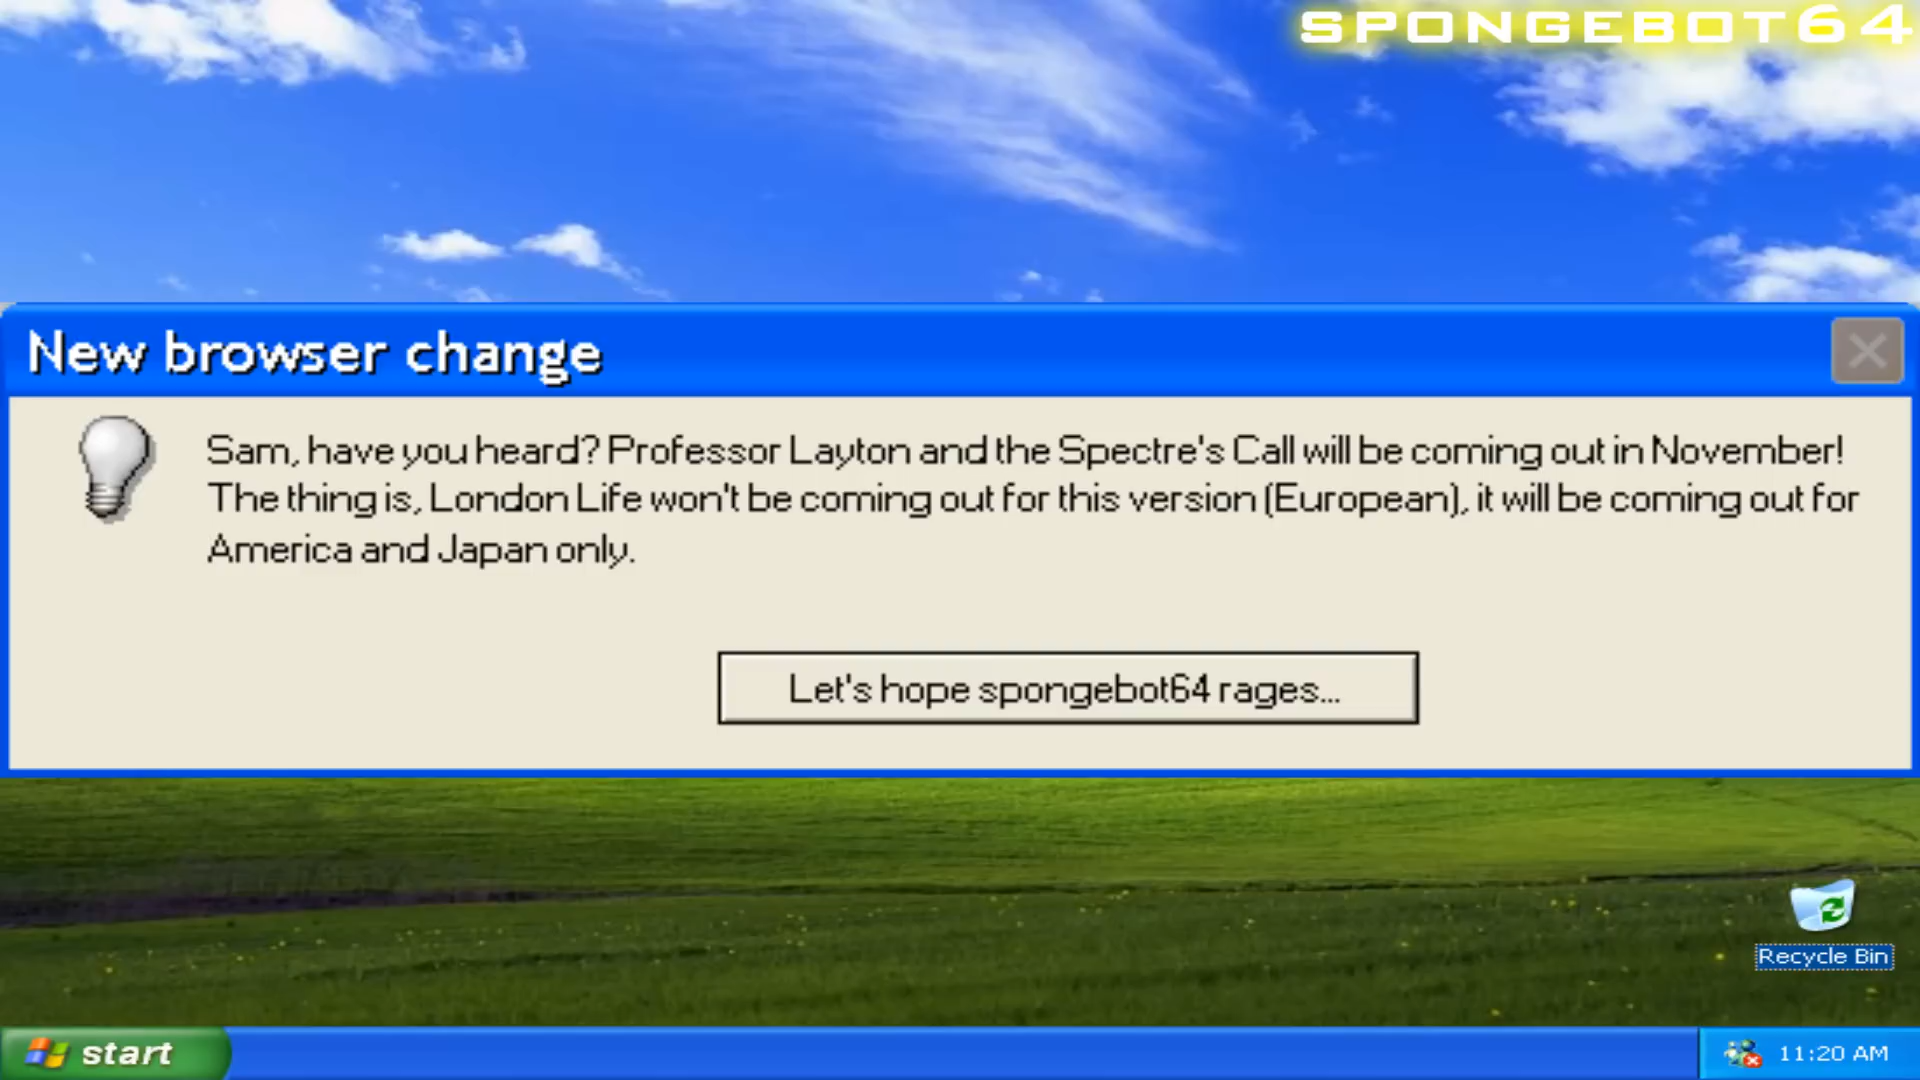 SPONGEBOT64
New browser change
Sam, have you heard? Professor Layton and the Spectre's Call will be coming out in November!
The thing is, London Life won't be coming out for this version (European), it will be coming out for
America and Japan only.
Let's hope spongebot64 rages...
Recycle Bin
start
11:20 AM